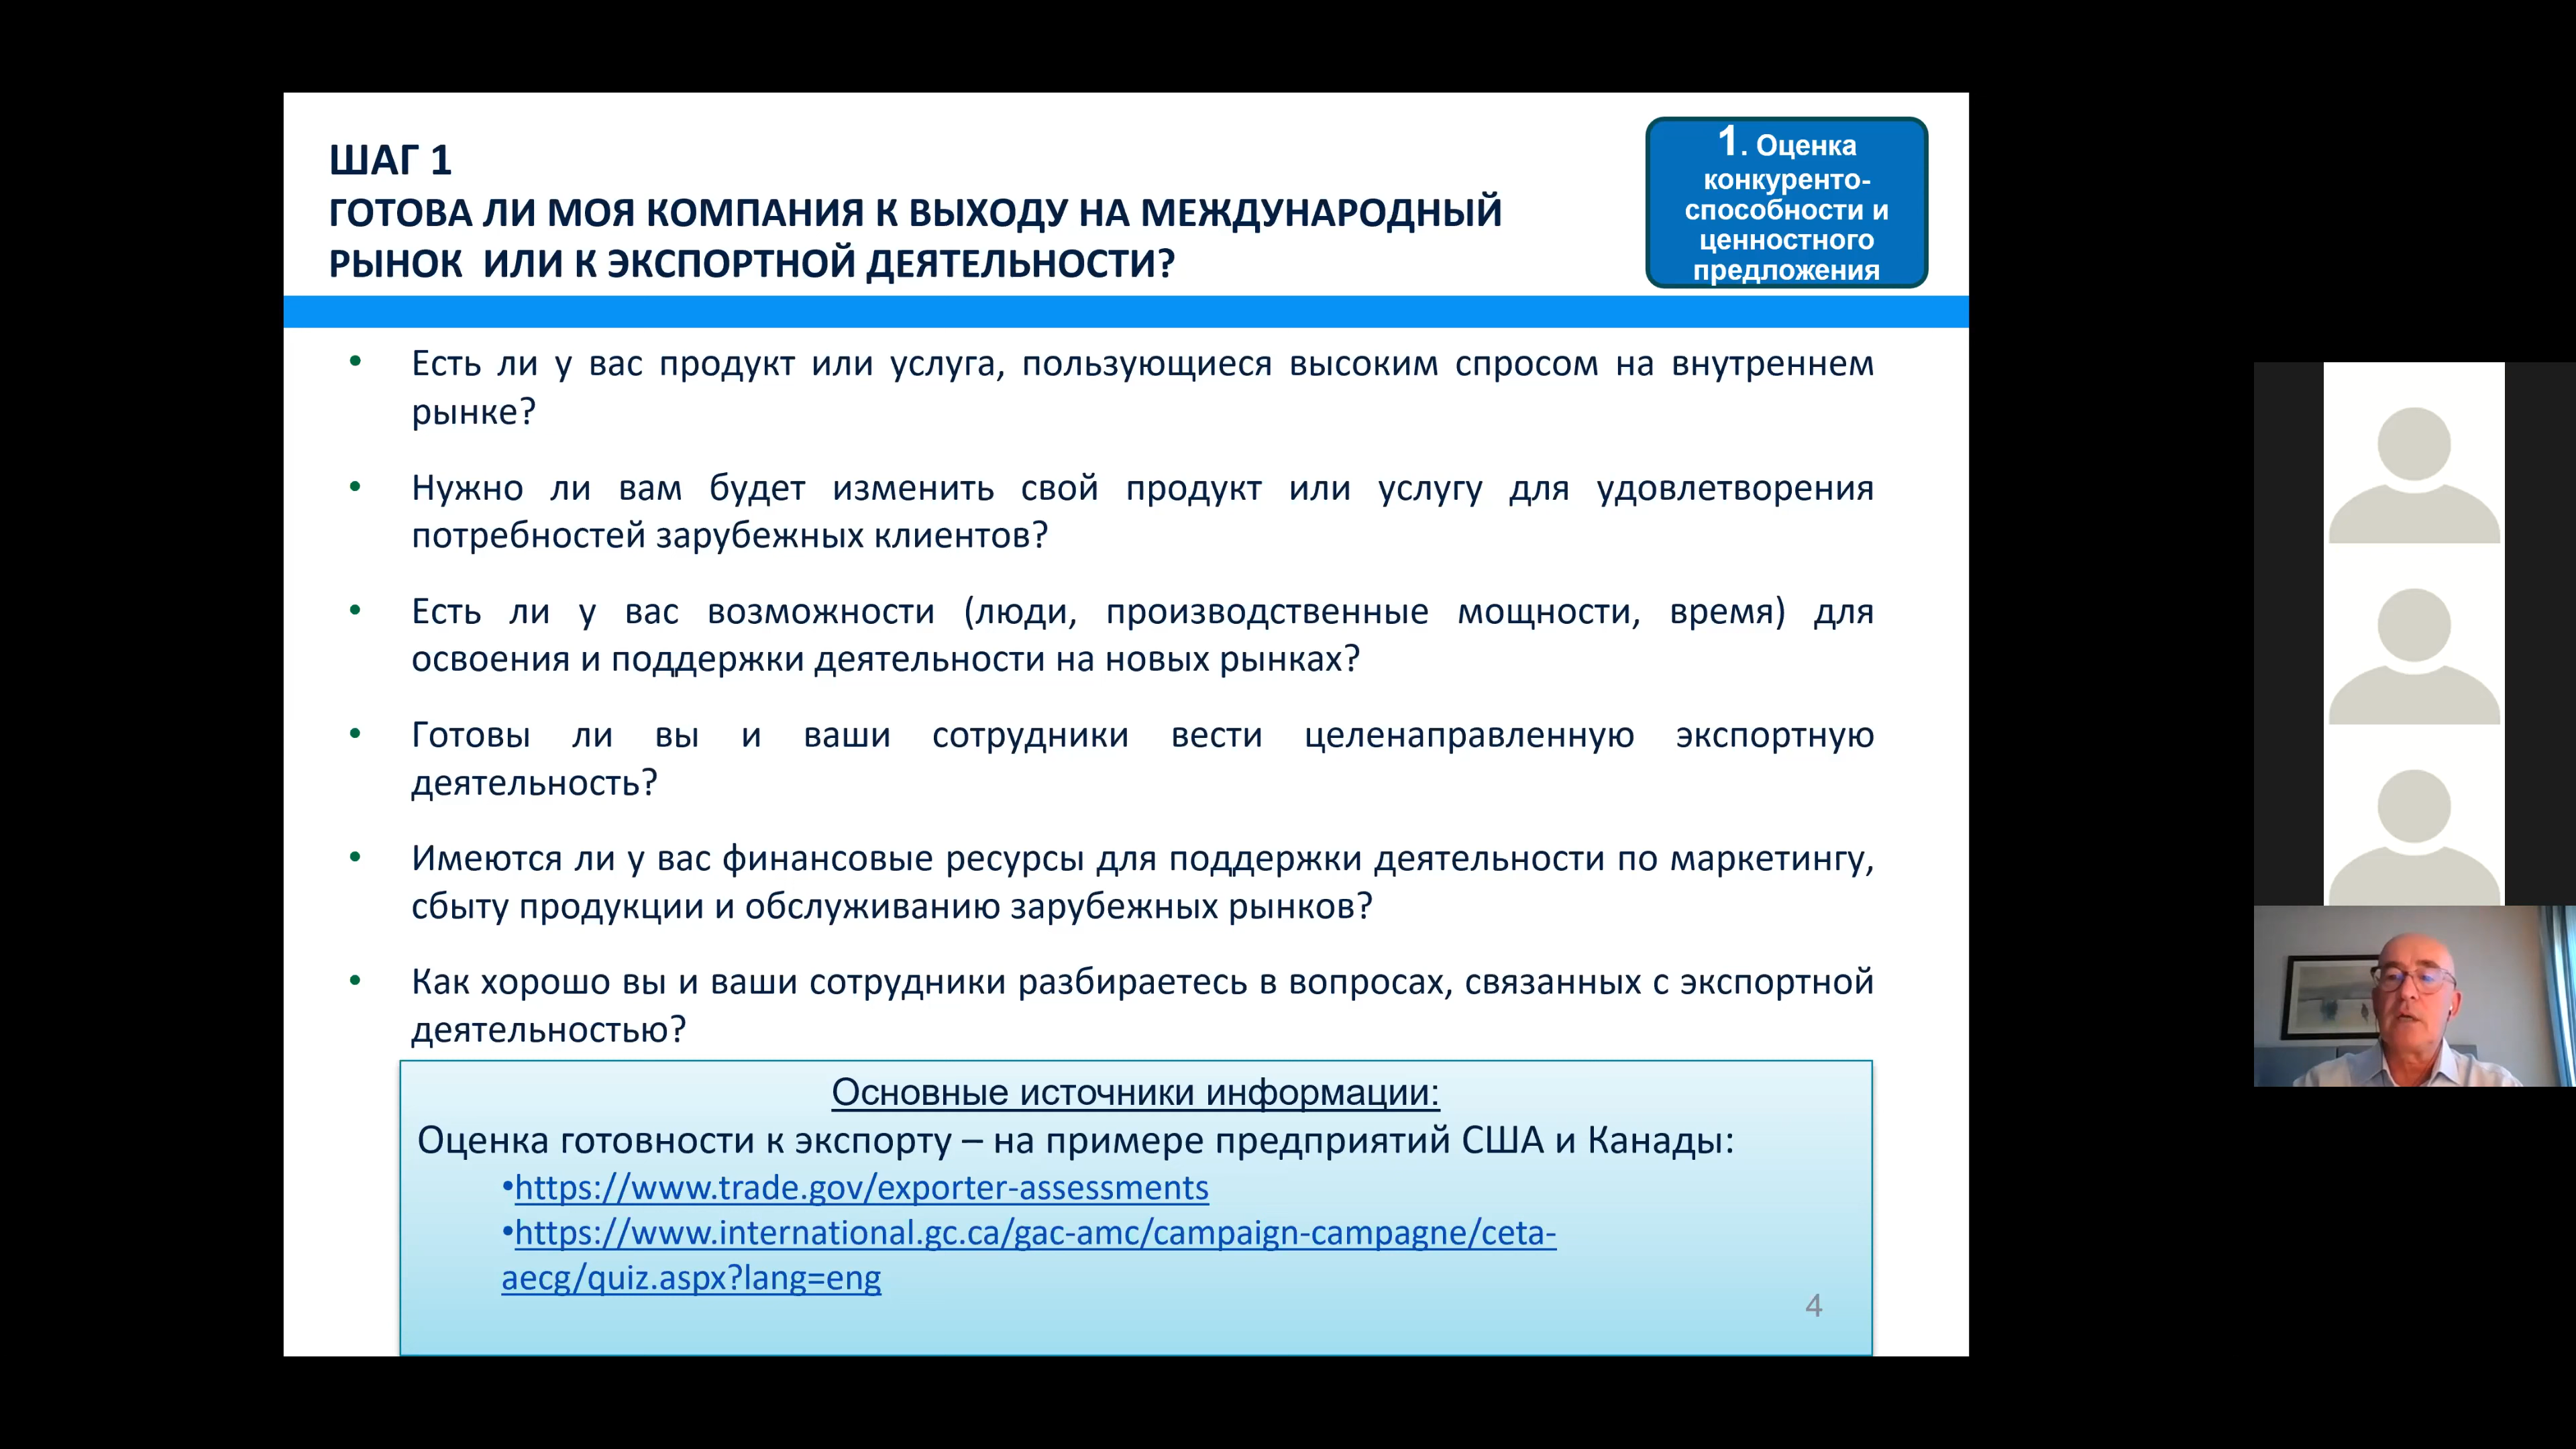 ШАГ 1
ГОТОВА ЛИ МОЯ КОМПАНИЯ К ВЫХОДУ НА МЕЖДУНАРОДНЫЙ
РЫНОК ИЛИ К ЭКСПОРТНОЙ ДЕЯТЕЛЬНОСТИ?
1. Оценка
конкуренто-
способности и
ценностного
предложения
• Есть ли у вас продукт или услуга, пользующиеся высоким спросом на внутреннем
рынке?
• Нужно ли вам будет изменить свой продукт или услугу для удовлетворения
потребностей зарубежных клиентов?
• Есть ли у вас возможности (люди, производственные мощности, время) для
освоения и поддержки деятельности на новых рынках?
• Готовы ли вы и ваши сотрудники вести целенаправленную экспортную
деятельность?
• Имеются ли у вас финансовые ресурсы для поддержки деятельности по маркетингу,
сбыту продукции и обслуживанию зарубежных рынков?
• Как хорошо вы и ваши сотрудники разбираетесь в вопросах, связанных с экспортной
деятельностью?
Основные источники информации:
Оценка готовности к экспорту – на примере предприятий США и Канады:
•https://www.trade.gov/exporter-assessments
•https://www.international.gc.ca/gac-amc/campaign-campagne/ceta-
aecg/quiz.aspx?lang=eng
4